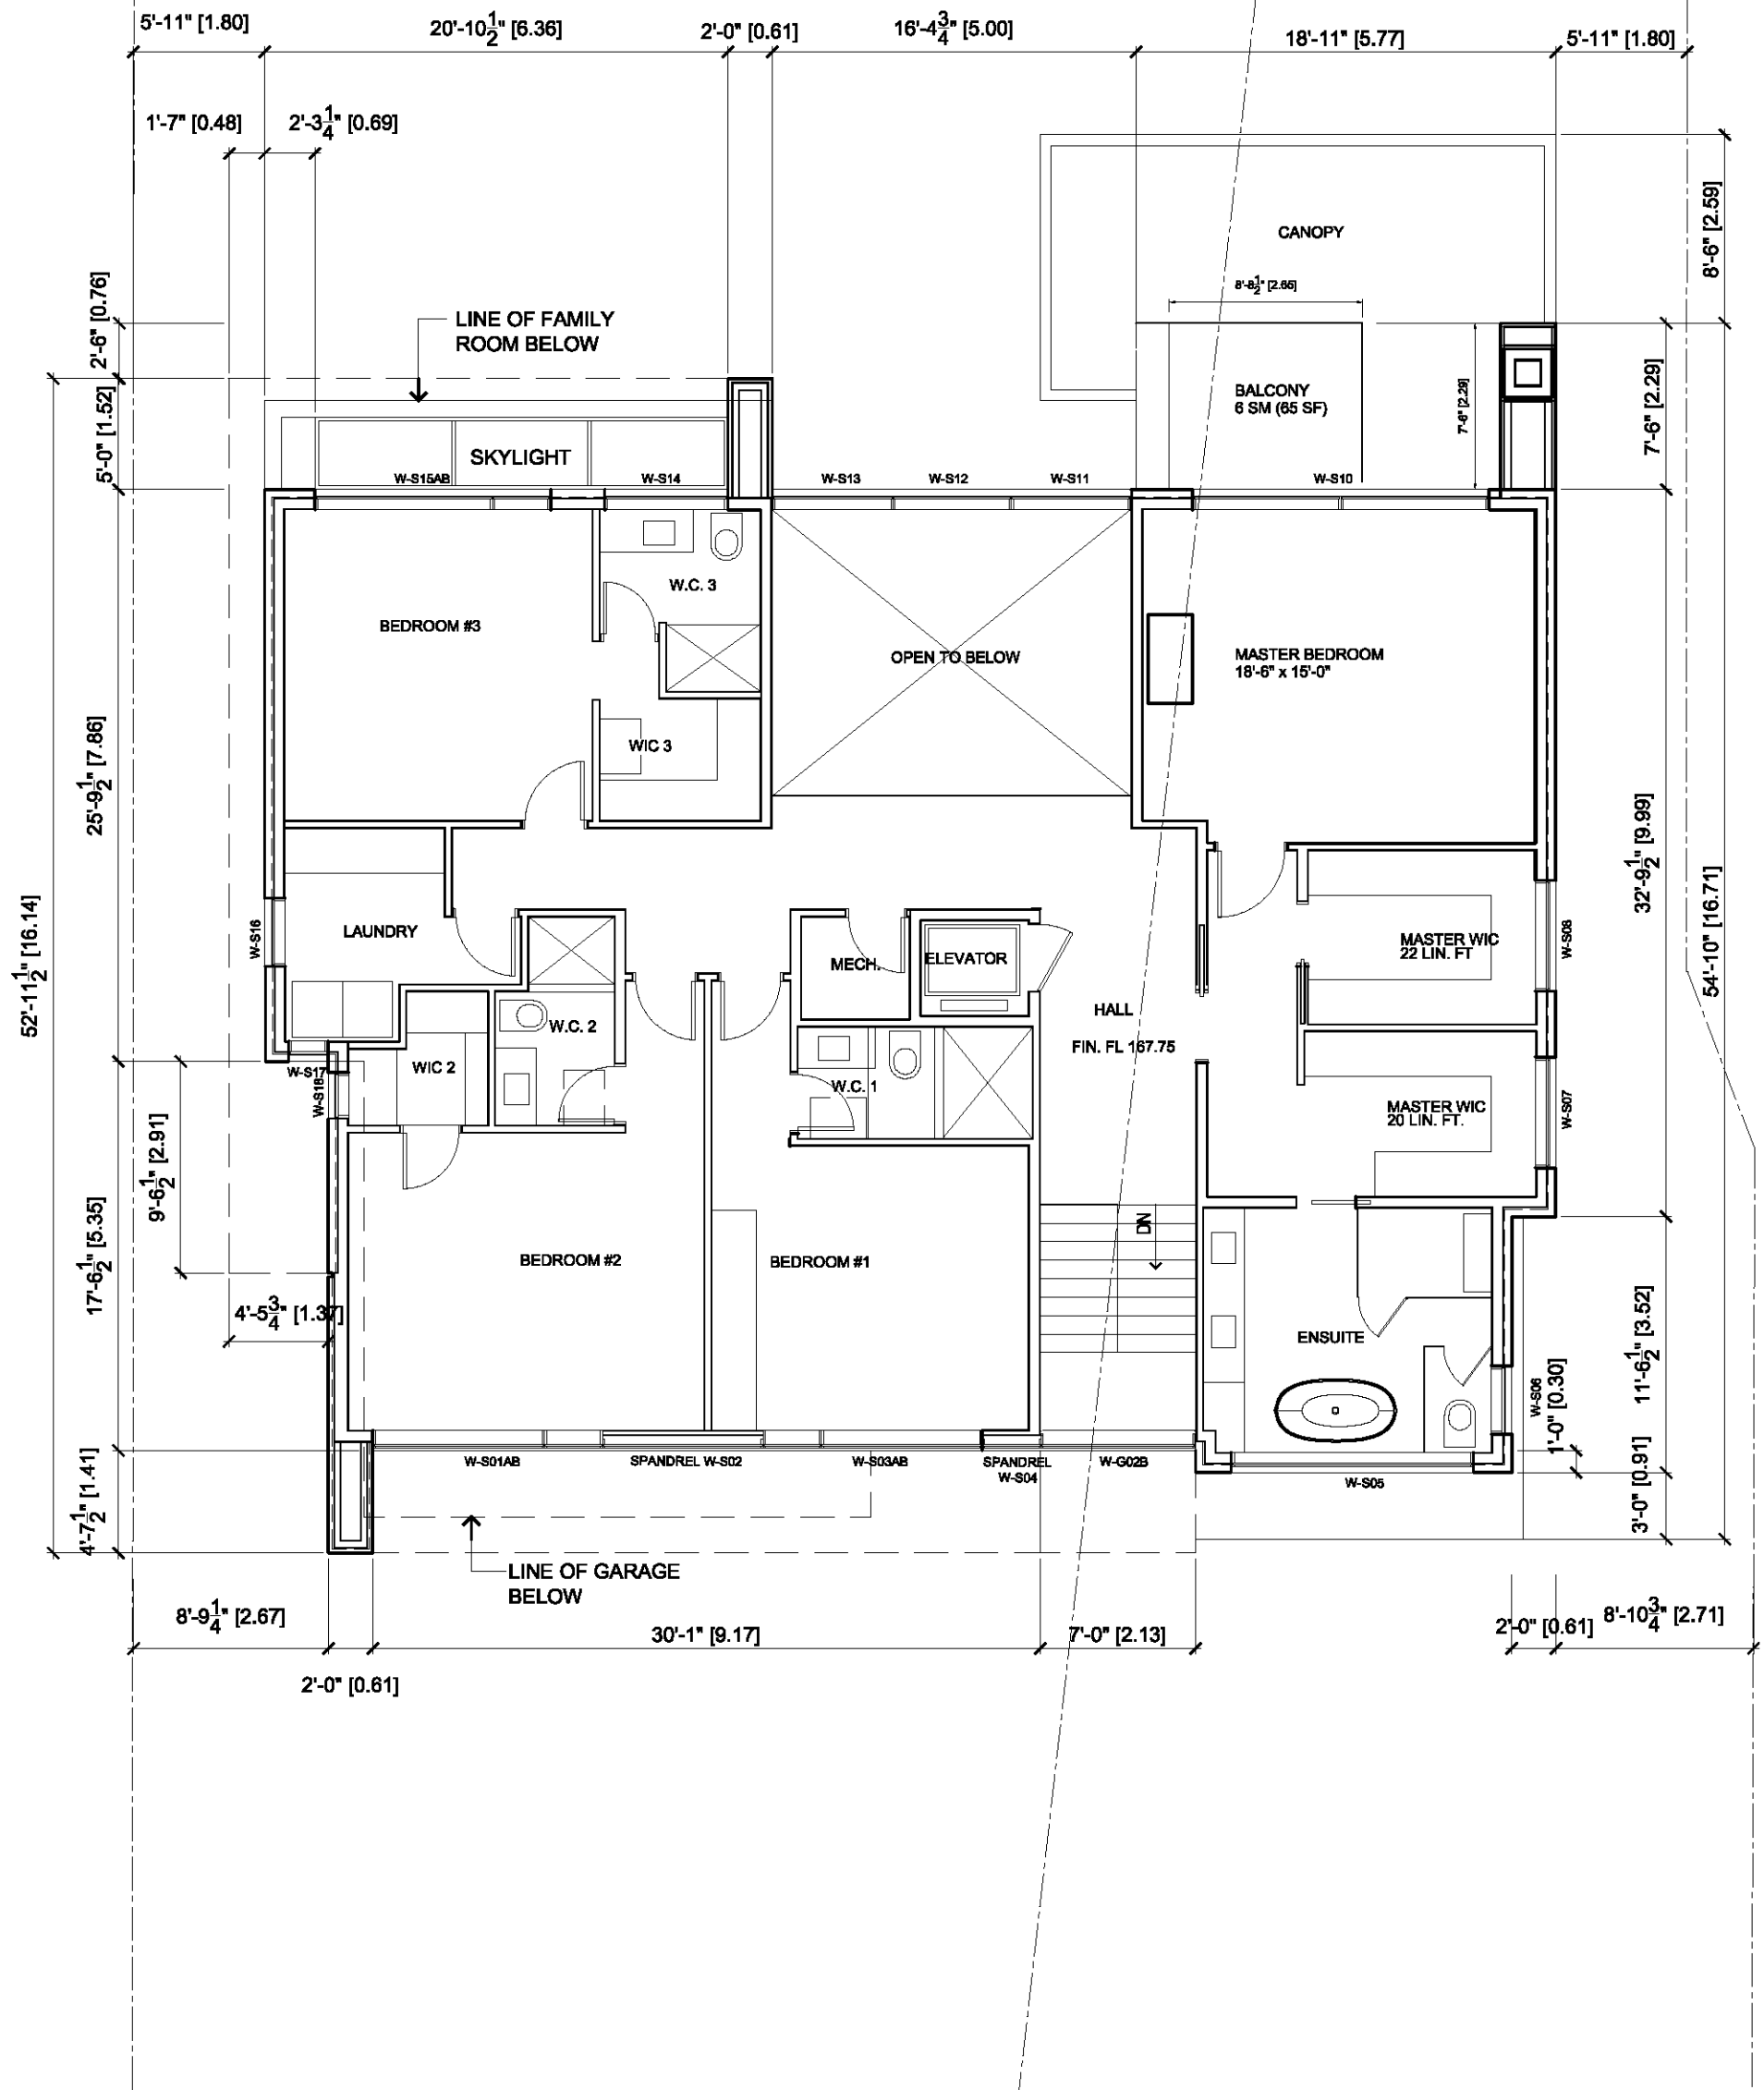 5'-11" [1.80]
20'-10 1/2" [6.36]
2'-0" [0.61]
16'-4 3/4" [5.00]
18'-11" [5.77]
5'-11" [1.80]
1'-7" [0.48]
2'-3 1/4" [0.69]
8'-6" [2.59]
CANOPY
8'-8 1/2" [2.65]
2'-6" [0.76]
LINE OF FAMILY
ROOM BELOW
5'-0" [1.52]
BALCONY
6 SM (65 SF)
7'-6" [2.29]
7'-6" [2.29]
SKYLIGHT
W-S15AB
W-S14
W-S13
W-S12
W-S11
W-S10
W.C. 3
BEDROOM #3
OPEN TO BELOW
MASTER BEDROOM
18'-6" x 15'-0"
WIC 3
25'-9 1/2" [7.86]
32'-9 1/2" [9.99]
54'-10" [16.71]
52'-11 1/2" [16.14]
W-S16
LAUNDRY
MECH.
ELEVATOR
MASTER WIC
22 LIN. FT
W-S08
HALL
FIN. FL 167.75
W.C. 2
WIC 2
W-S17
W-S18
W.C. 1
MASTER WIC
20 LIN. FT.
W-S07
9'-6 1/2" [2.91]
17'-6 1/2" [5.35]
DN
BEDROOM #2
BEDROOM #1
4'-5 3/4" [1.37]
ENSUITE
11'-6 1/2" [3.52]
W-S06
1'-0" [0.30]
W-S01AB
SPANDREL W-S02
W-S03AB
SPANDREL
W-S04
W-G02B
W-S05
4'-7 1/2" [1.41]
3'-0" [0.91]
LINE OF GARAGE
BELOW
8'-9 1/4" [2.67]
30'-1" [9.17]
7'-0" [2.13]
2'-0" [0.61]
8'-10 3/4" [2.71]
2'-0" [0.61]